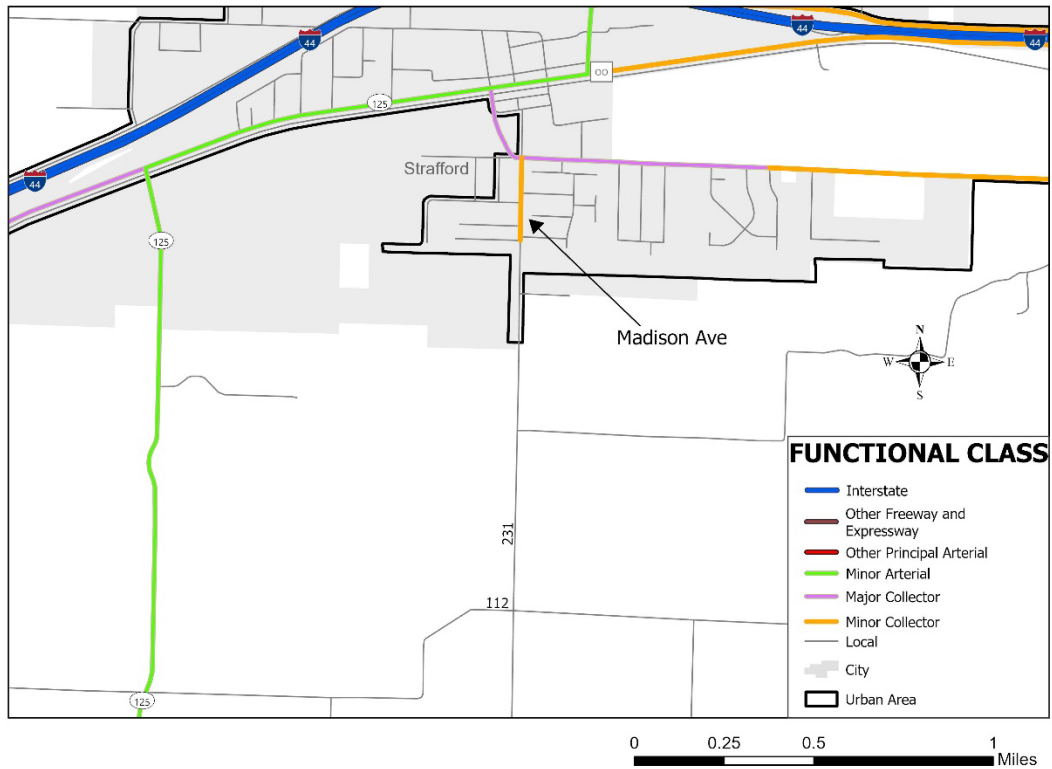 44
44
44
OO
125
Strafford
44
125
Madison Ave
N
W E
S
FUNCTIONAL CLASS
Interstate
Other Freeway and
Expressway
Other Principal Arterial
Minor Arterial
Major Collector
Minor Collector
Local
City
Urban Area
231
112
125
0 0.25 0.5 1
Miles